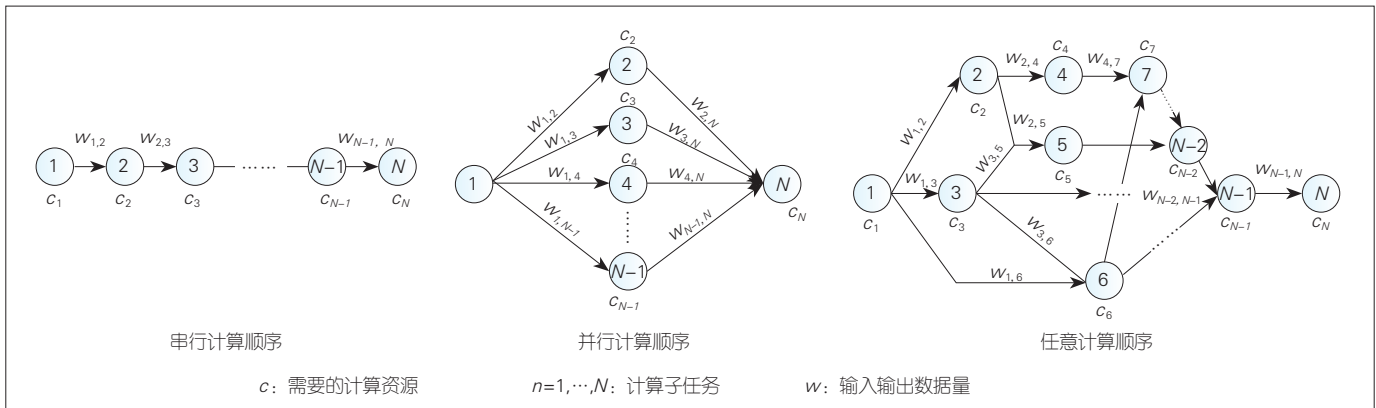 1 w1,2 2 w2,3 3 …… N−1 wN−1, N N
c1 c2 c3 cN−1 cN
串行计算顺序
c2
2
c3
w1,2 3 w2,N
w1,3 c4 w3,N
1 w1,4 4 w4,N N
w1,N−1 …… wN−1,N cN
N−1
cN−1
并行计算顺序
c4 c7
2 w2,4 4 w4,7 7
c2
w1,2 w2,5 5 N−2
w3,5 c5 cN−2
1 w1,3 3 …… wN−2,N−1 N−1 wN−1,N N
c1 c3 cN−1 cN
w3,6 ……
w1,6 6
c6
任意计算顺序
c：需要的计算资源 n=1,…,N：计算子任务 w：输入输出数据量